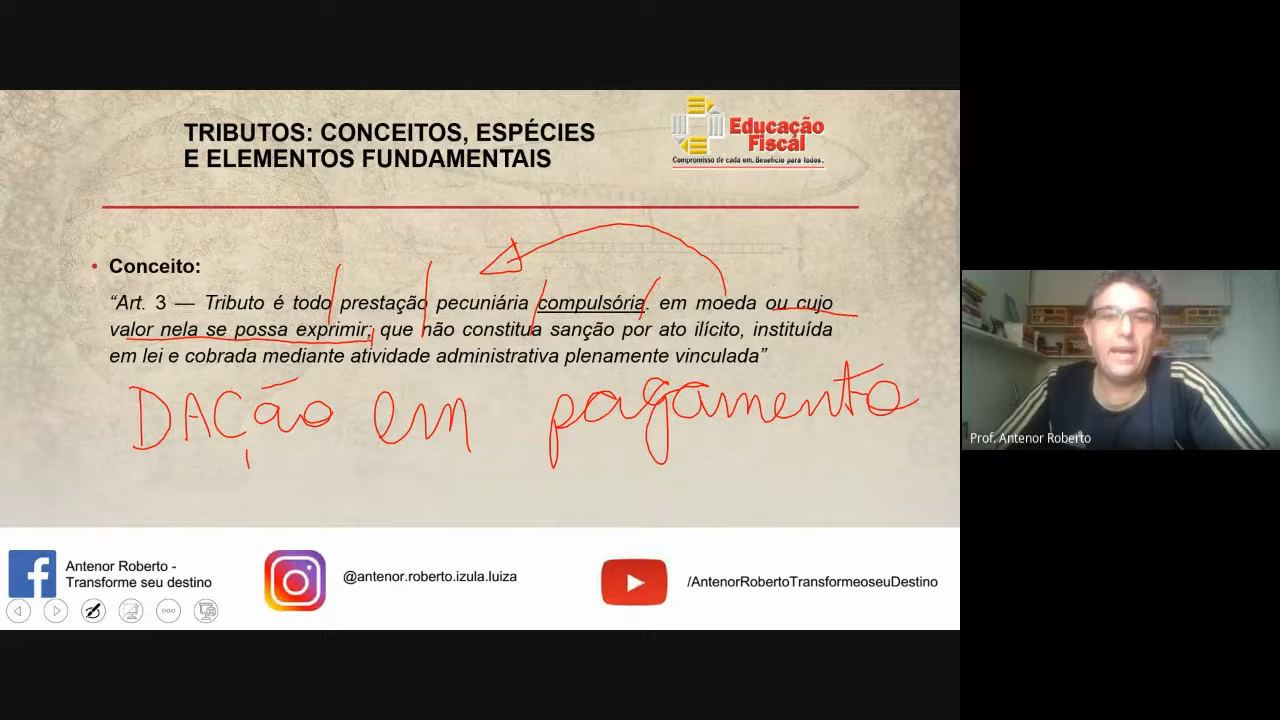 TRIBUTOS: CONCEITOS, ESPÉCIES
E ELEMENTOS FUNDAMENTAIS
Educação
Fiscal
Compromisso de cada um. Benefício para todos.
• Conceito:
“Art. 3 — Tributo é todo prestação pecuniária compulsória. em moeda ou cujo
valor nela se possa exprimir; que não constitua sanção por ato ilícito, instituída
em lei e cobrada mediante atividade administrativa plenamente vinculada”
DAÇão em pagamento
Prof. Antenor Roberto
Antenor Roberto -
Transforme seu destino
@antenor.roberto.izula.luiza
/AntenorRobertoTransformeoseuDestino